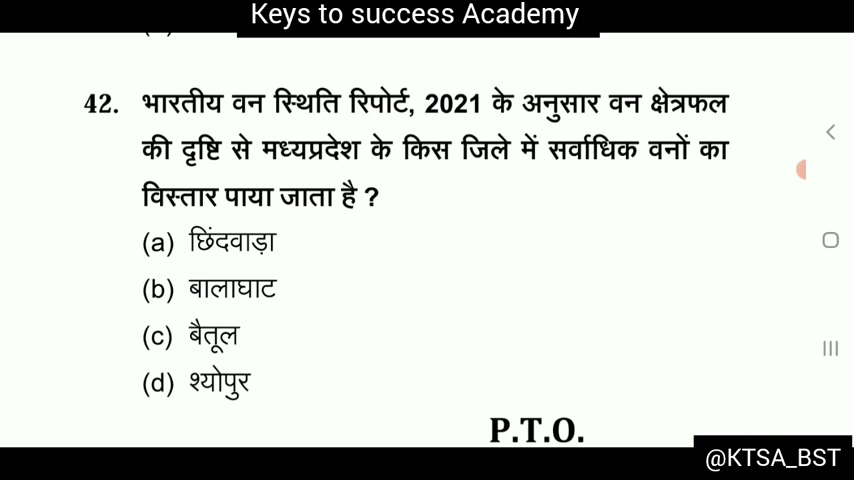 Keys to success Academy
42. भारतीय वन स्थिति रिपोर्ट, 2021 के अनुसार वन क्षेत्रफल
की दृष्टि से मध्यप्रदेश के किस जिले में सर्वाधिक वनों का
विस्तार पाया जाता है ?
(a) छिंदवाड़ा
(b) बालाघाट
(c) बैतूल
(d) श्योपुर
P.T.O.
@KTSA_BST